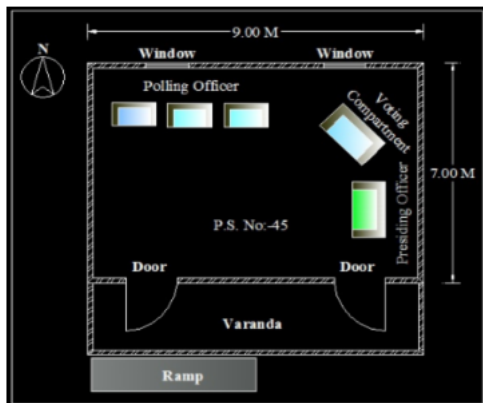 9.00 M
N
Window
Window
Polling Officer
Voting
Compartment
7.00 M
Presiding Officer
P.S. No:-45
Door
Door
Varanda
Ramp